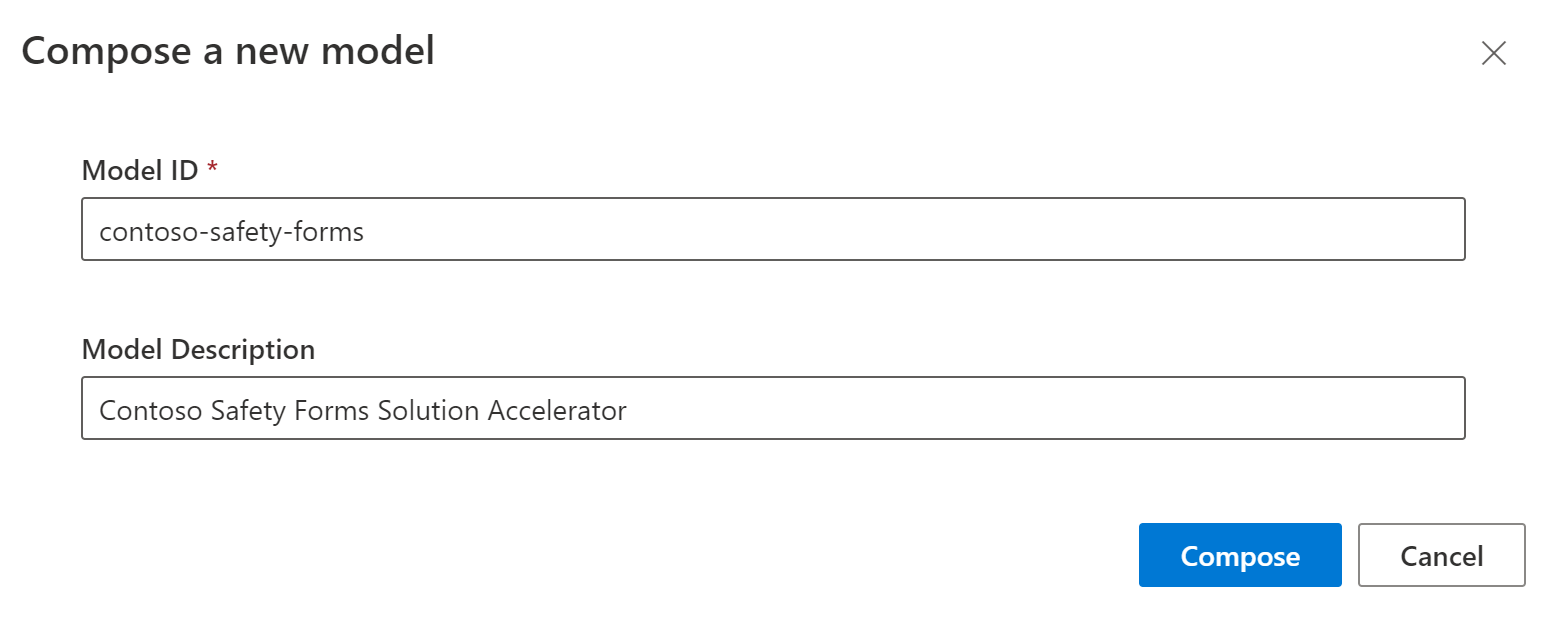 Compose a new model
Model ID *
contoso-safety-forms
Model Description
Contoso Safety Forms Solution Accelerator
Compose
Cancel